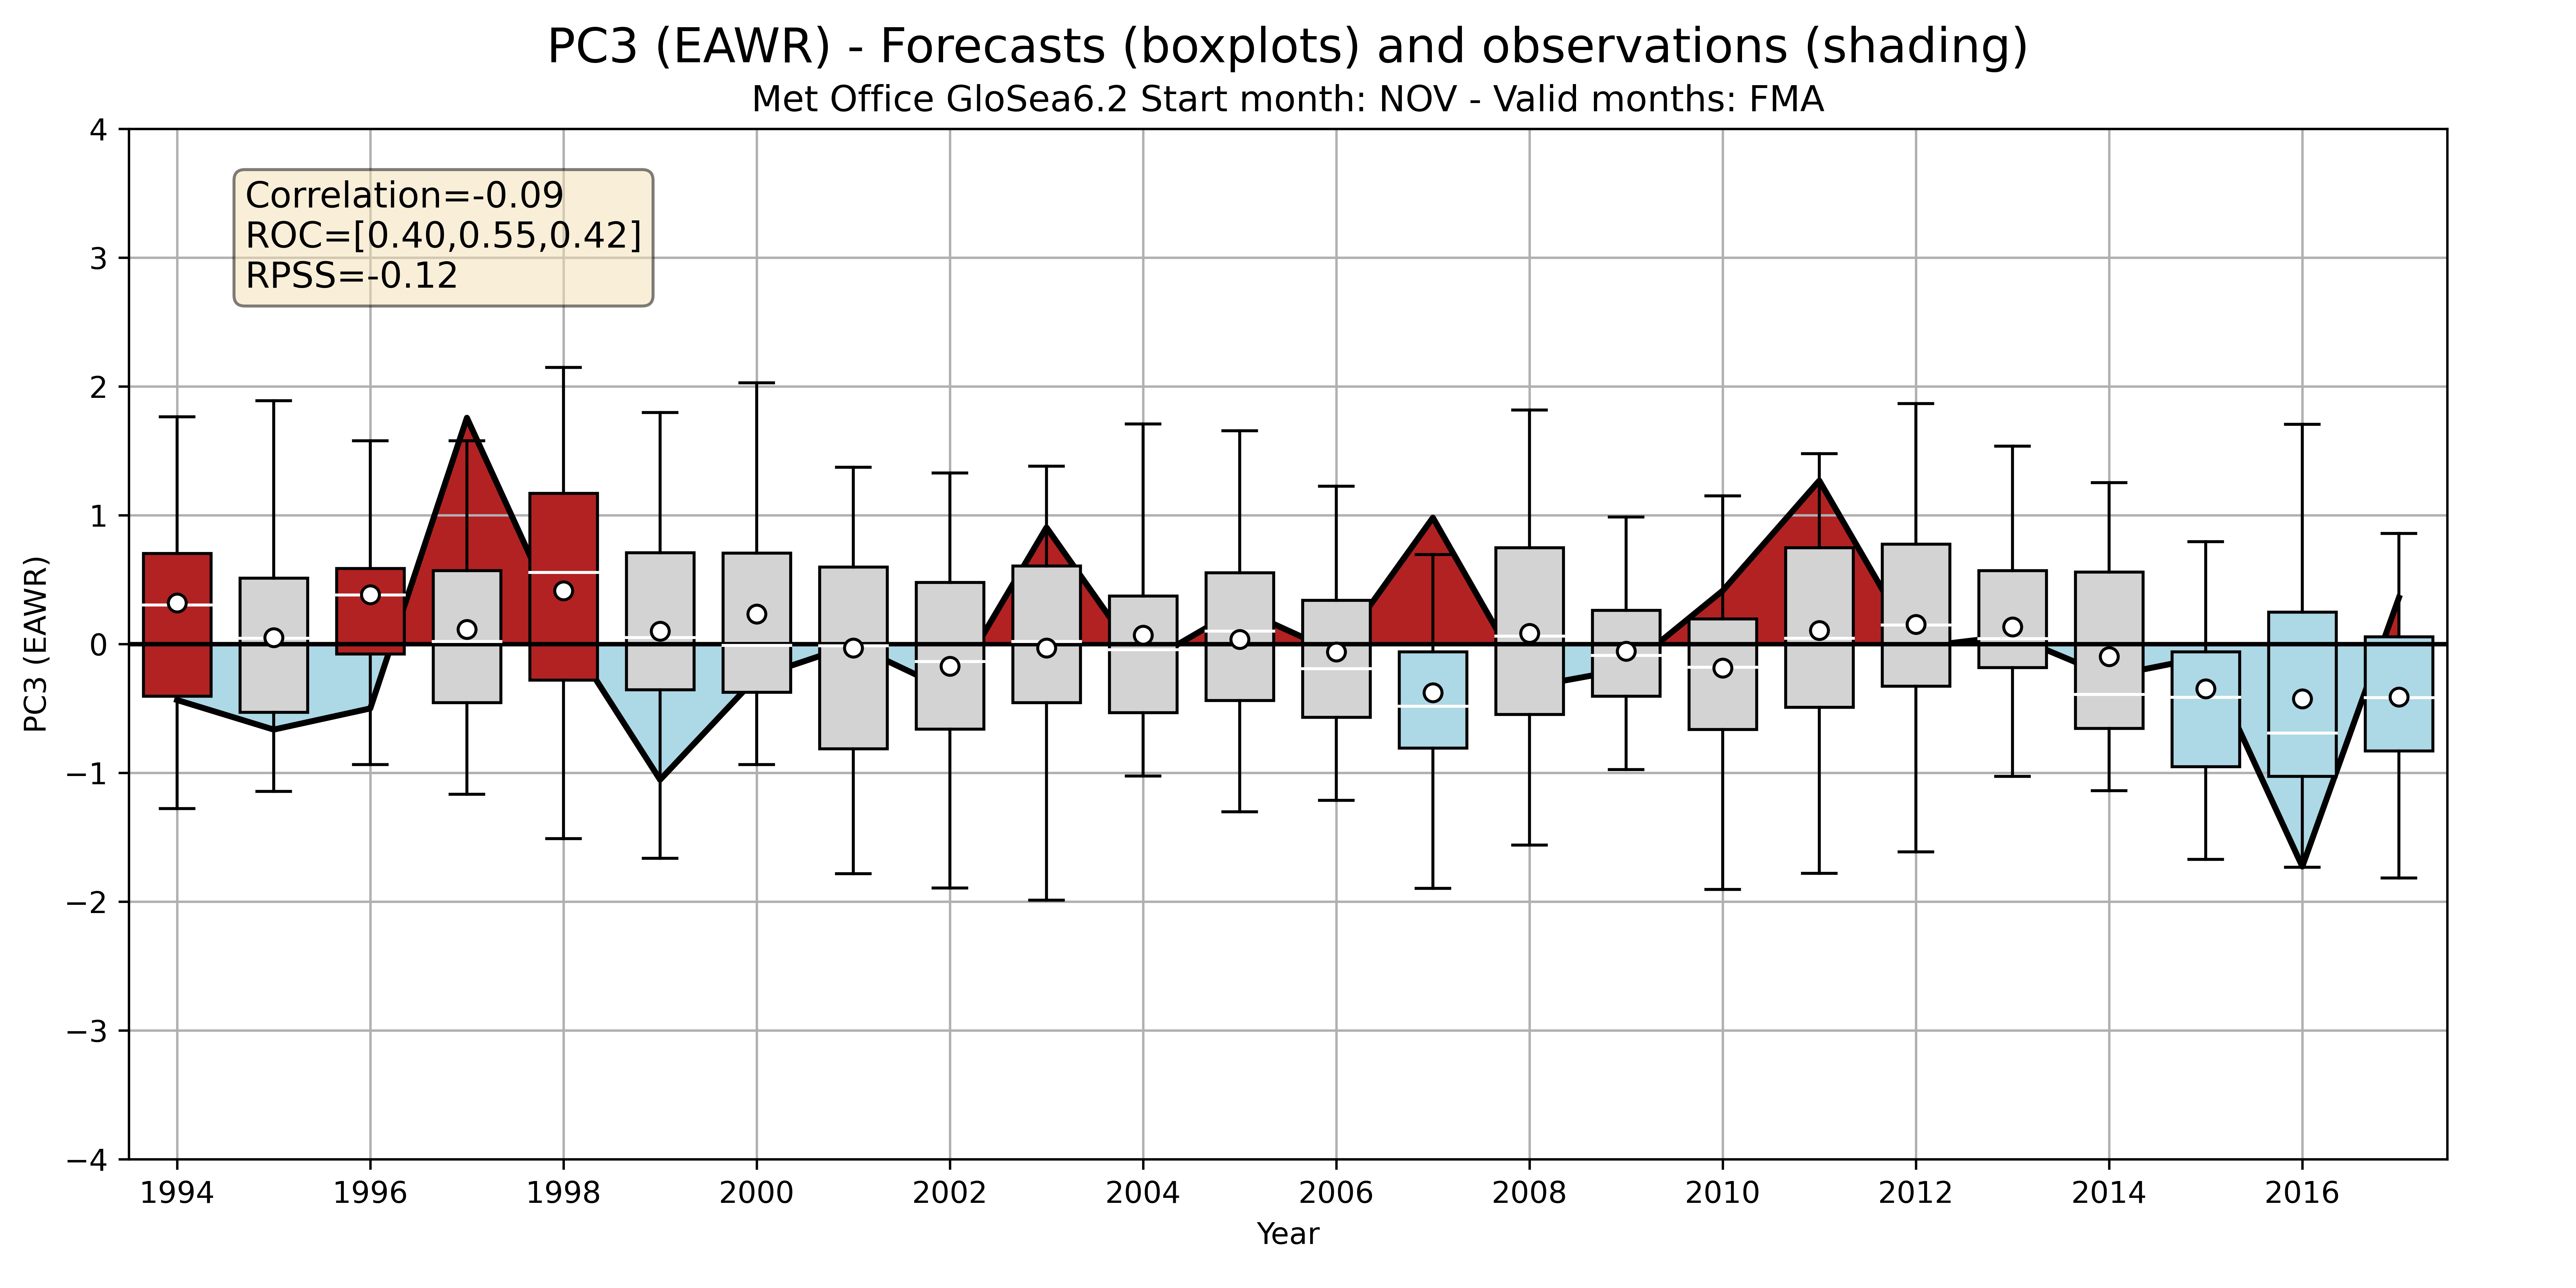 PC3 (EAWR) - Forecasts (boxplots) and observations (shading)
Met Office GloSea6.2 Start month: NOV - Valid months: FMA
Correlation=-0.09
ROC=[0.40,0.55,0.42]
RPSS=-0.12
PC3 (EAWR)
4
3
2
1
0
−1
−2
−3
−4
1994 1996 1998 2000 2002 2004 2006 2008 2010 2012 2014 2016
Year